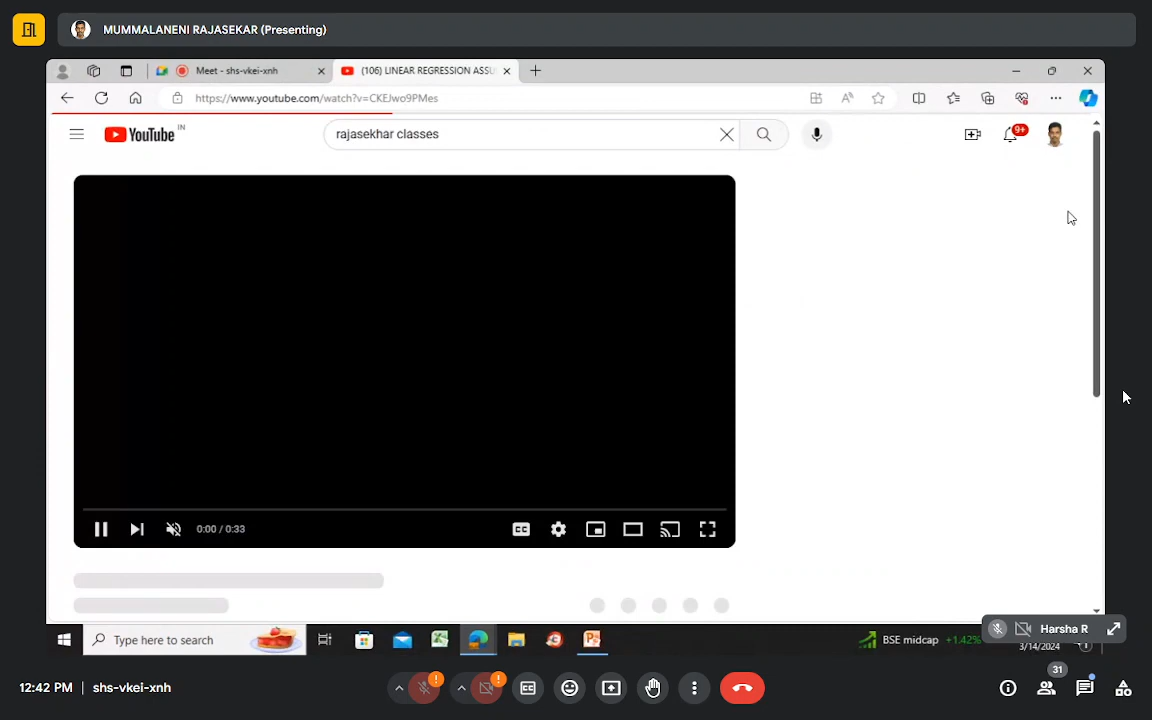 MUMMALANENI RAJASEKAR (Presenting)
Meet - shs-vkei-xnh
(106) LINEAR REGRESSION ASSU
https://www.youtube.com/watch?v=CKEJwo9PMes
YouTube IN
rajasekhar classes
9+
0:00 / 0:33
CC
Type here to search
BSE midcap +1.42%
Harsha R
3/14/2024
12:42 PM | shs-vkei-xnh
31